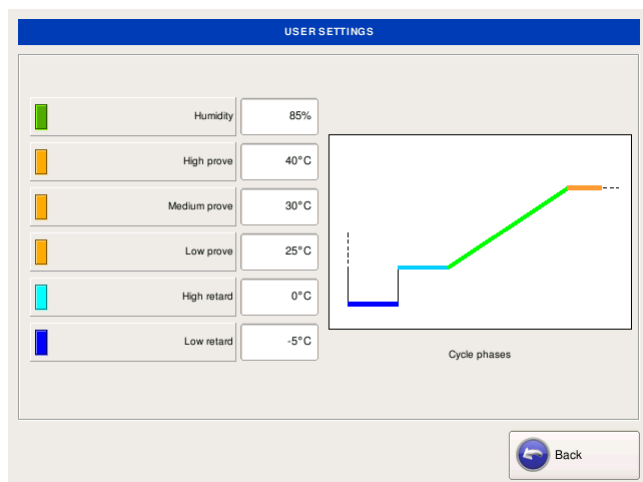 USER SETTINGS
Humidity 85%
High prove 40°C
Medium prove 30°C
Low prove 25°C
High retard 0°C
Low retard -5°C
Cycle phases
Back